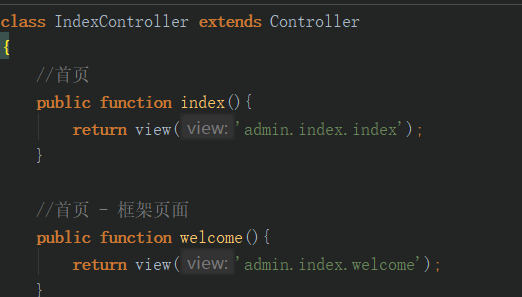 class IndexController extends Controller
{
//首页
public function index(){
return view( view: 'admin.index.index');
}
//首页 - 框架页面
public function welcome(){
return view( view: 'admin.index.welcome');
}